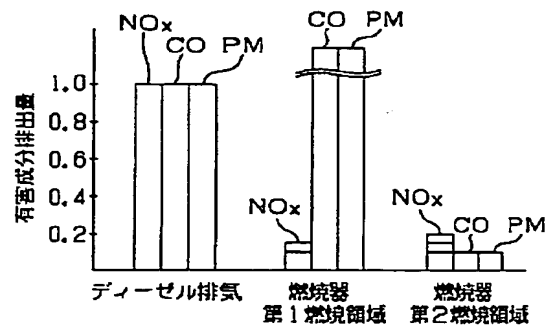 NOx
CO
PM
CO
PM
NOx
NOx
CO
PM
有害成分排出量
1.0
0.8
0.6
0.4
0.2
ディーゼル排気
燃焼器
第1燃焼領域
燃焼器
第2燃焼領域